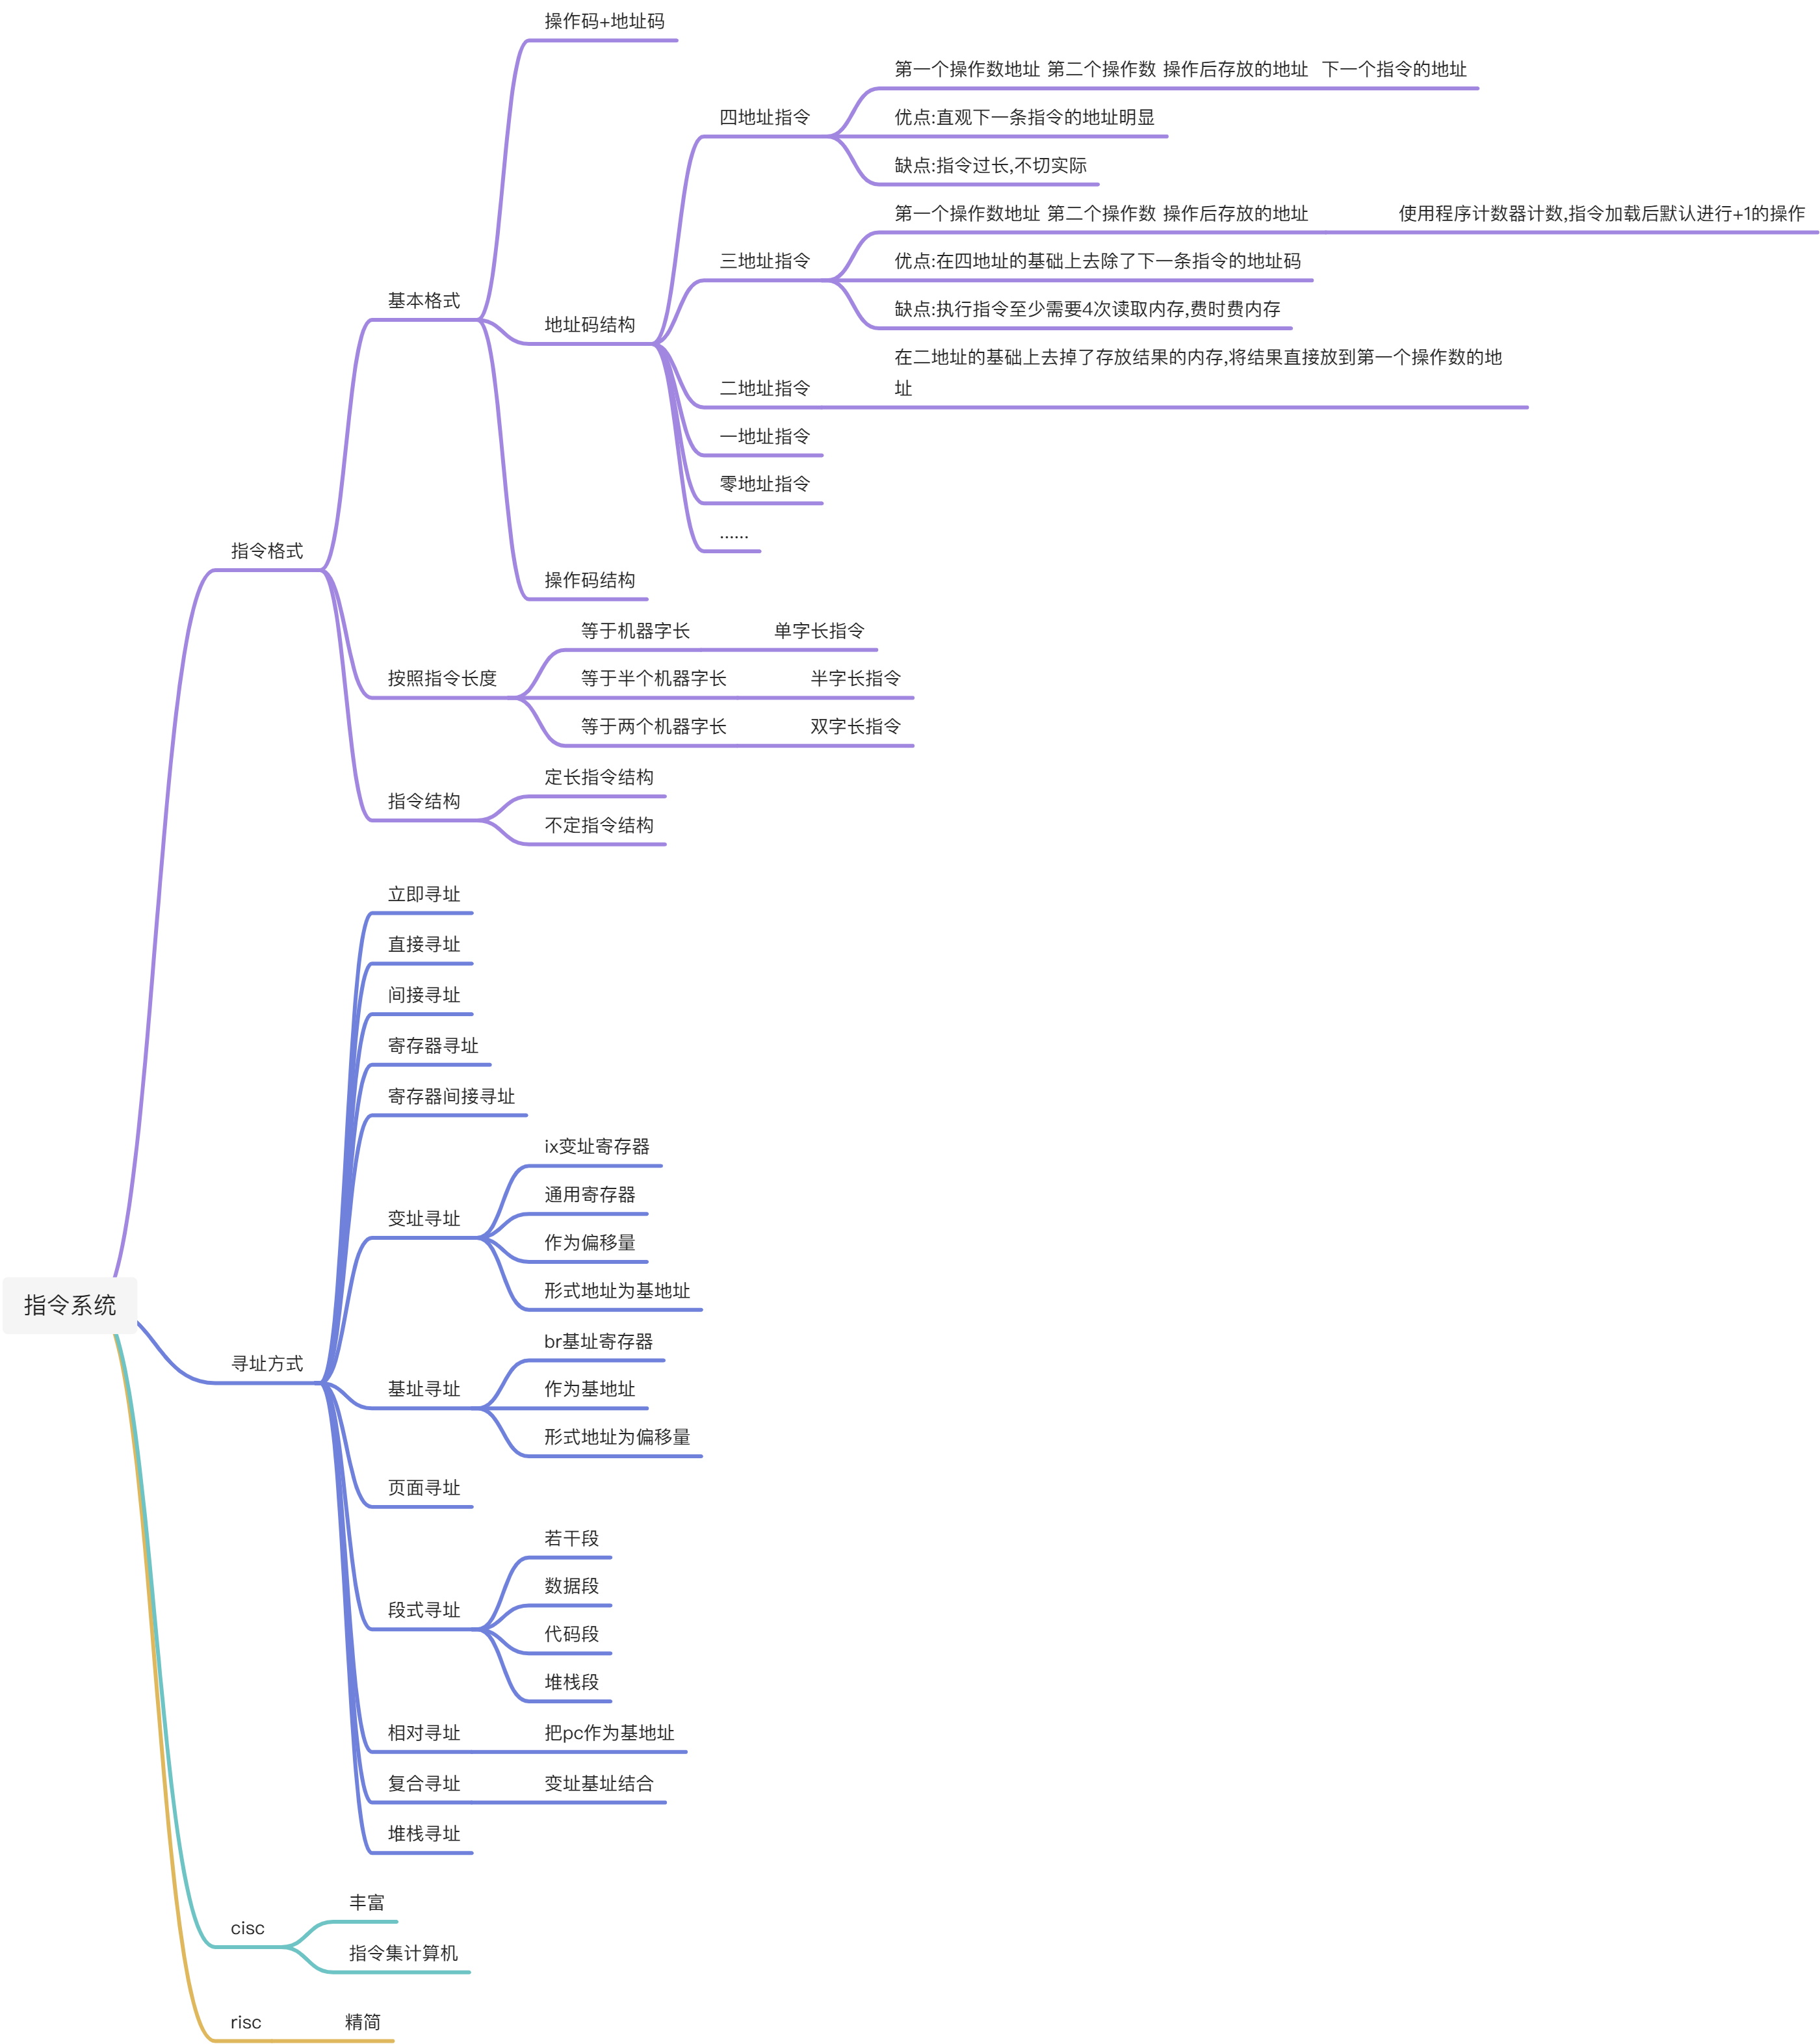 操作码+地址码
第一个操作数地址 第二个操作数 操作后存放的地址 下一个指令的地址
四地址指令
优点:直观下一条指令的地址明显
缺点:指令过长,不切实际
第一个操作数地址 第二个操作数 操作后存放的地址
使用程序计数器计数,指令加载后默认进行+1的操作
三地址指令
优点:在四地址的基础上去除了下一条指令的地址码
基本格式
缺点:执行指令至少需要4次读取内存,费时费内存
地址码结构
在二地址的基础上去掉了存放结果的内存,将结果直接放到第一个操作数的地
址
二地址指令
一地址指令
零地址指令
......
指令格式
操作码结构
等于机器字长
单字长指令
按照指令长度
等于半个机器字长
半字长指令
等于两个机器字长
双字长指令
定长指令结构
指令结构
不定指令结构
立即寻址
直接寻址
间接寻址
寄存器寻址
寄存器间接寻址
ix变址寄存器
通用寄存器
变址寻址
作为偏移量
形式地址为基地址
指令系统
br基址寄存器
寻址方式
基址寻址
作为基地址
形式地址为偏移量
页面寻址
若干段
数据段
段式寻址
代码段
堆栈段
相对寻址
把pc作为基地址
复合寻址
变址基址结合
堆栈寻址
丰富
cisc
指令集计算机
risc
精简